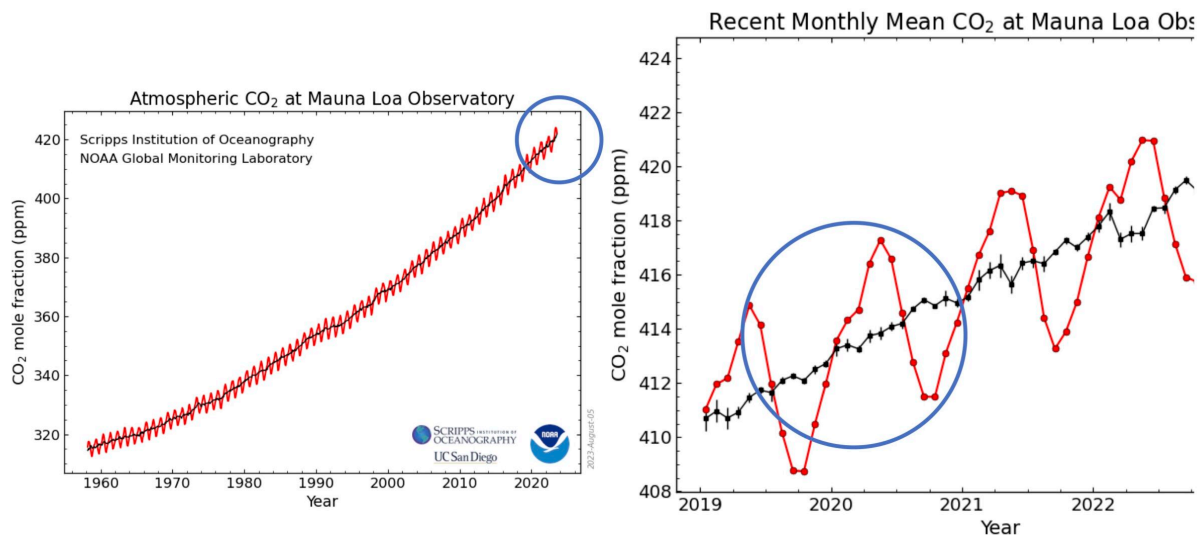 Atmospheric CO₂ at Mauna Loa Observatory
Scripps Institution of Oceanography
NOAA Global Monitoring Laboratory
CO₂ mole fraction (ppm)
420
400
380
360
340
320
1960 1970 1980 1990 2000 2010 2020
Year
SCRIPPS INSTITUTION OF
OCEANOGRAPHY
UC San Diego
NOAA
2023-August-05
Recent Monthly Mean CO₂ at Mauna Loa Obs
CO₂ mole fraction (ppm)
424
422
420
418
416
414
412
410
408
2019 2020 2021 2022
Year